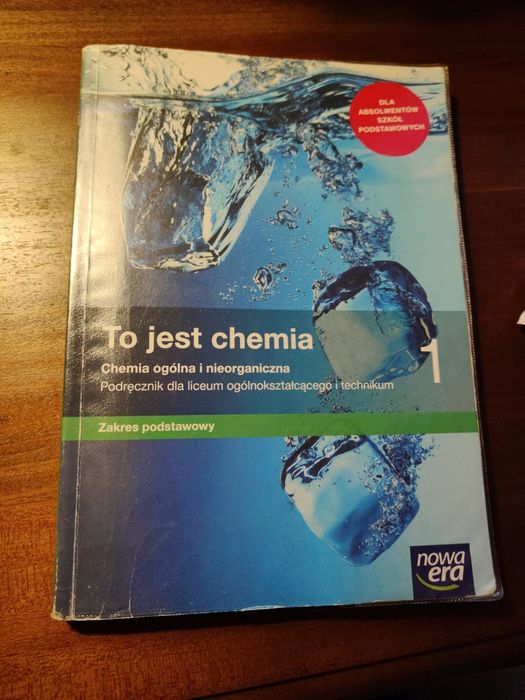 DLA
ABSOLWENTÓW
SZKÓŁ
PODSTAWOWYCH
To jest chemia
1
Chemia ogólna i nieorganiczna
Podręcznik dla liceum ogólnokształcącego i technikum
Zakres podstawowy
nowa
era